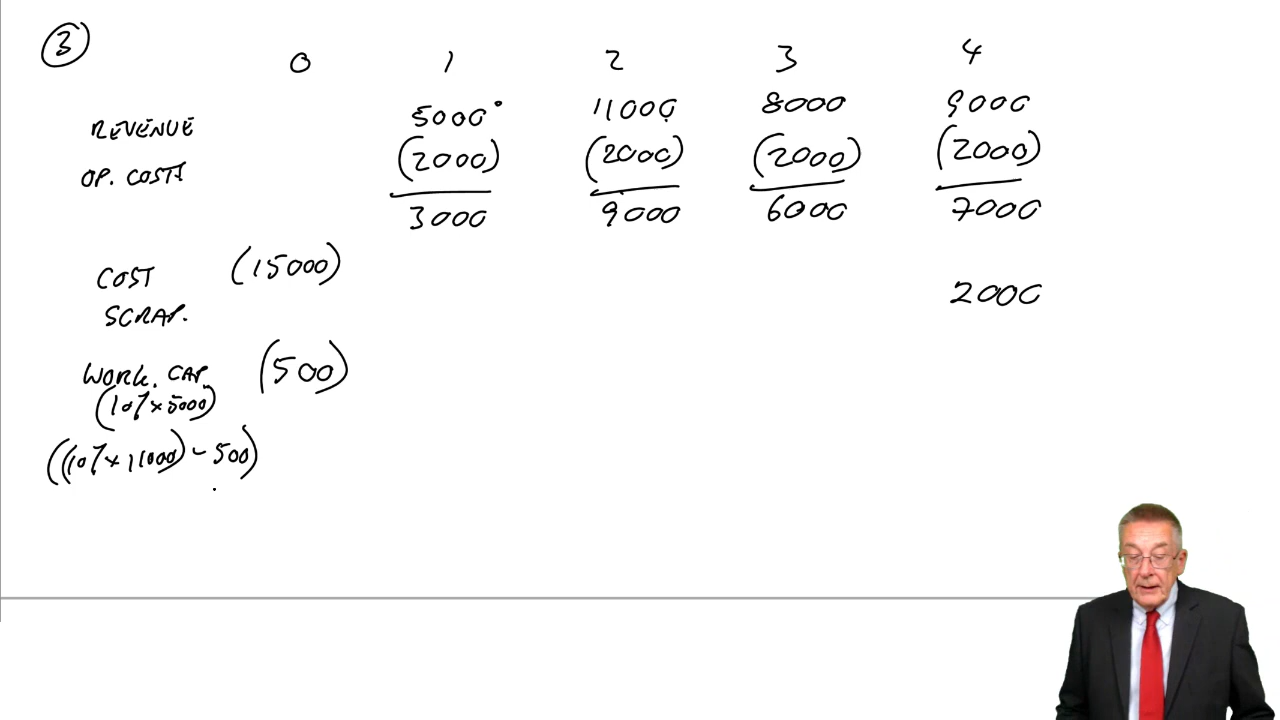 3
0 1 2 3 4
REVENUE 5000 11000 8000 9000
OP. COSTS (2000) (2000) (2000) (2000)
3000 9000 6000 7000
COST (15000)
SCRAP. 2000
WORK. CAP. (500)
(10% × 5000)
((10% × 11000) - 500)